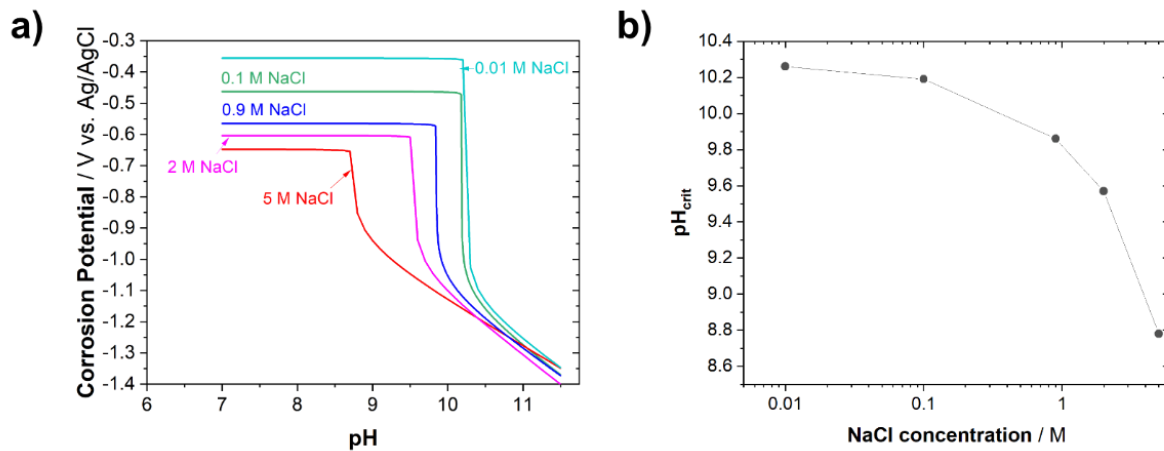 a)
Corrosion Potential / V vs. Ag/AgCl
-0.3
-0.4
-0.5
-0.6
-0.7
-0.8
-0.9
-1.0
-1.1
-1.2
-1.3
-1.4
0.01 M NaCl
0.1 M NaCl
0.9 M NaCl
2 M NaCl
5 M NaCl
6 7 8 9 10 11
pH
b)
pHcrit
10.4
10.2
10.0
9.8
9.6
9.4
9.2
9.0
8.8
8.6
0.01 0.1 1
NaCl concentration / M